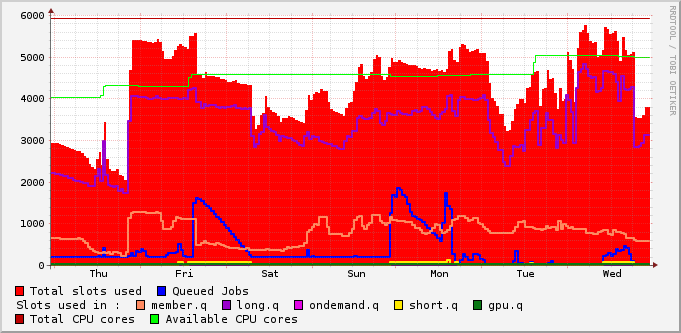 6000
5000
4000
3000
2000
1000
0
Thu Fri Sat Sun Mon Tue Wed
RRDTOOL / TOBI OETIKER
Total slots used Queued Jobs
Slots used in : member.q long.q ondemand.q short.q gpu.q
Total CPU cores Available CPU cores